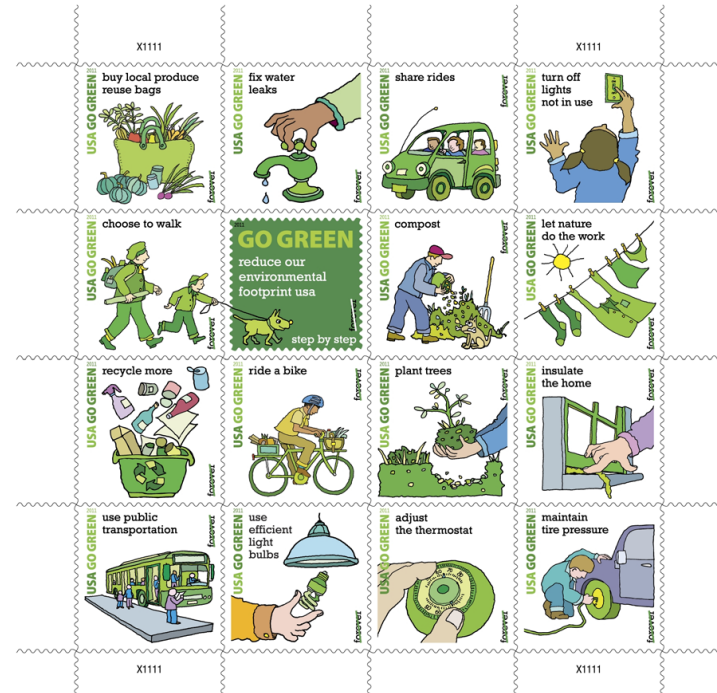 X1111
X1111
2011
USA GO GREEN
buy local produce
reuse bags
forever
2011
USA GO GREEN
fix water
leaks
forever
2011
USA GO GREEN
share rides
forever
2011
USA GO GREEN
turn off
lights
not in use
forever
2011
USA GO GREEN
choose to walk
forever
2011
GO GREEN
reduce our
environmental
footprint usa
forever
step by step
2011
USA GO GREEN
compost
forever
2011
USA GO GREEN
let nature
do the work
forever
2011
USA GO GREEN
recycle more
forever
2011
USA GO GREEN
ride a bike
forever
2011
USA GO GREEN
plant trees
forever
2011
USA GO GREEN
insulate
the home
forever
2011
USA GO GREEN
use public
transportation
forever
2011
USA GO GREEN
use
efficient
light
bulbs
forever
2011
USA GO GREEN
adjust
the thermostat
forever
2011
USA GO GREEN
maintain
tire pressure
forever
X1111
X1111